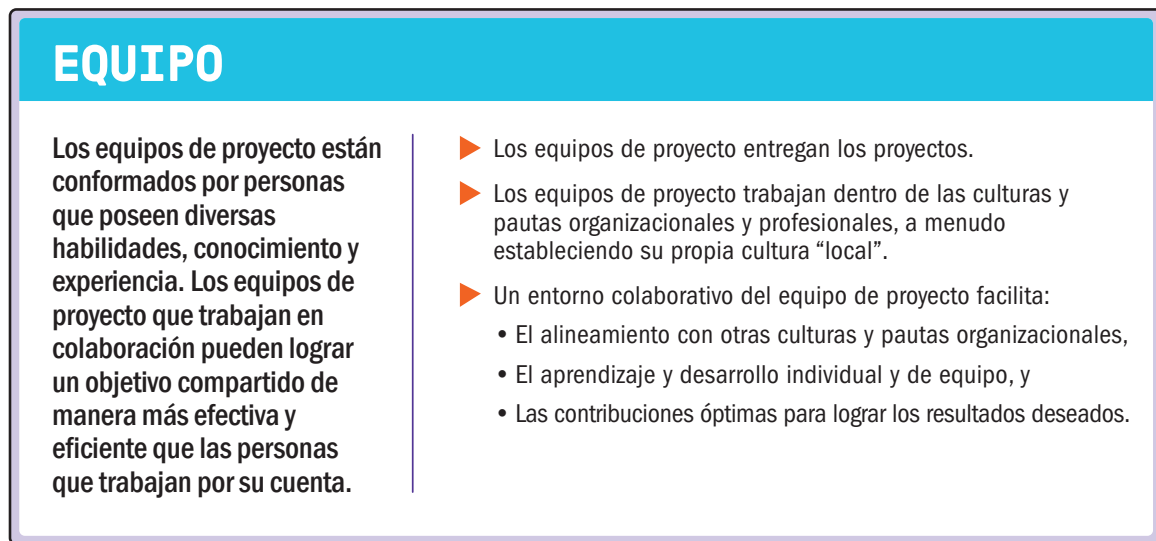 EQUIPO
Los equipos de proyecto están
conformados por personas
que poseen diversas
habilidades, conocimiento y
experiencia. Los equipos de
proyecto que trabajan en
colaboración pueden lograr
un objetivo compartido de
manera más efectiva y
eficiente que las personas
que trabajan por su cuenta.
Los equipos de proyecto entregan los proyectos.
Los equipos de proyecto trabajan dentro de las culturas y
pautas organizacionales y profesionales, a menudo
estableciendo su propia cultura “local”.
Un entorno colaborativo del equipo de proyecto facilita:
• El alineamiento con otras culturas y pautas organizacionales,
• El aprendizaje y desarrollo individual y de equipo, y
• Las contribuciones óptimas para lograr los resultados deseados.